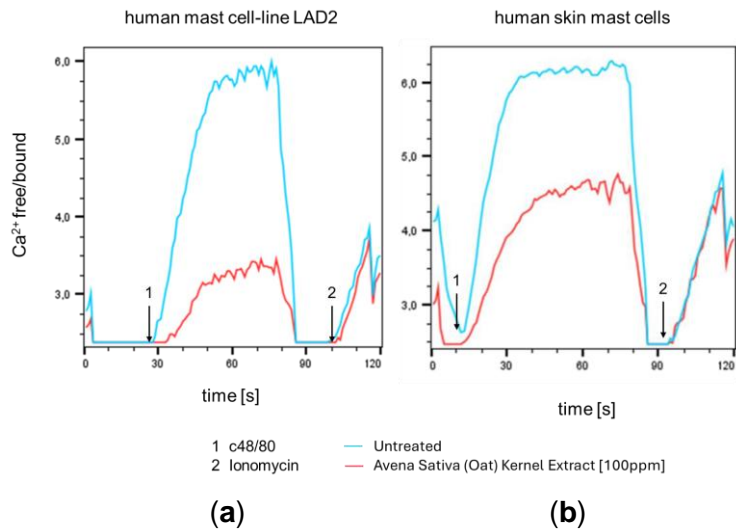 human mast cell-line LAD2
human skin mast cells
Ca²⁺ free/bound
6,0
5,0
4,0
3,0
1
2
0
30
60
90
120
time [s]
6,0
5,0
4,0
3,0
1
2
0
30
60
90
120
time [s]
1 c48/80
Untreated
2 Ionomycin
Avena Sativa (Oat) Kernel Extract [100ppm]
(a)
(b)